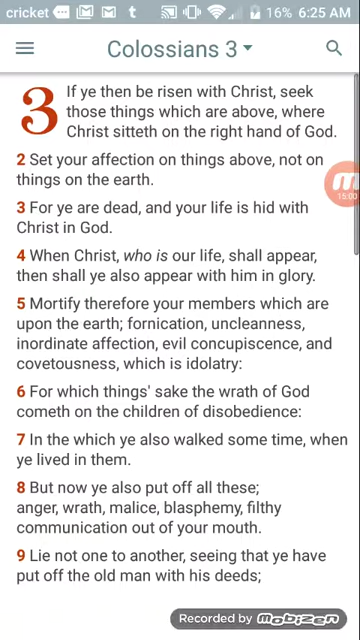 cricket 16% 6:25 AM
Colossians 3
3 If ye then be risen with Christ, seek
those things which are above, where
Christ sitteth on the right hand of God.
2 Set your affection on things above, not on
things on the earth.
3 For ye are dead, and your life is hid with
Christ in God.
4 When Christ, who is our life, shall appear,
then shall ye also appear with him in glory.
5 Mortify therefore your members which are
upon the earth; fornication, uncleanness,
inordinate affection, evil concupiscence, and
covetousness, which is idolatry:
6 For which things' sake the wrath of God
cometh on the children of disobedience:
7 In the which ye also walked some time, when
ye lived in them.
8 But now ye also put off all these;
anger, wrath, malice, blasphemy, filthy
communication out of your mouth.
9 Lie not one to another, seeing that ye have
put off the old man with his deeds;
15:00
Recorded by Mobizen